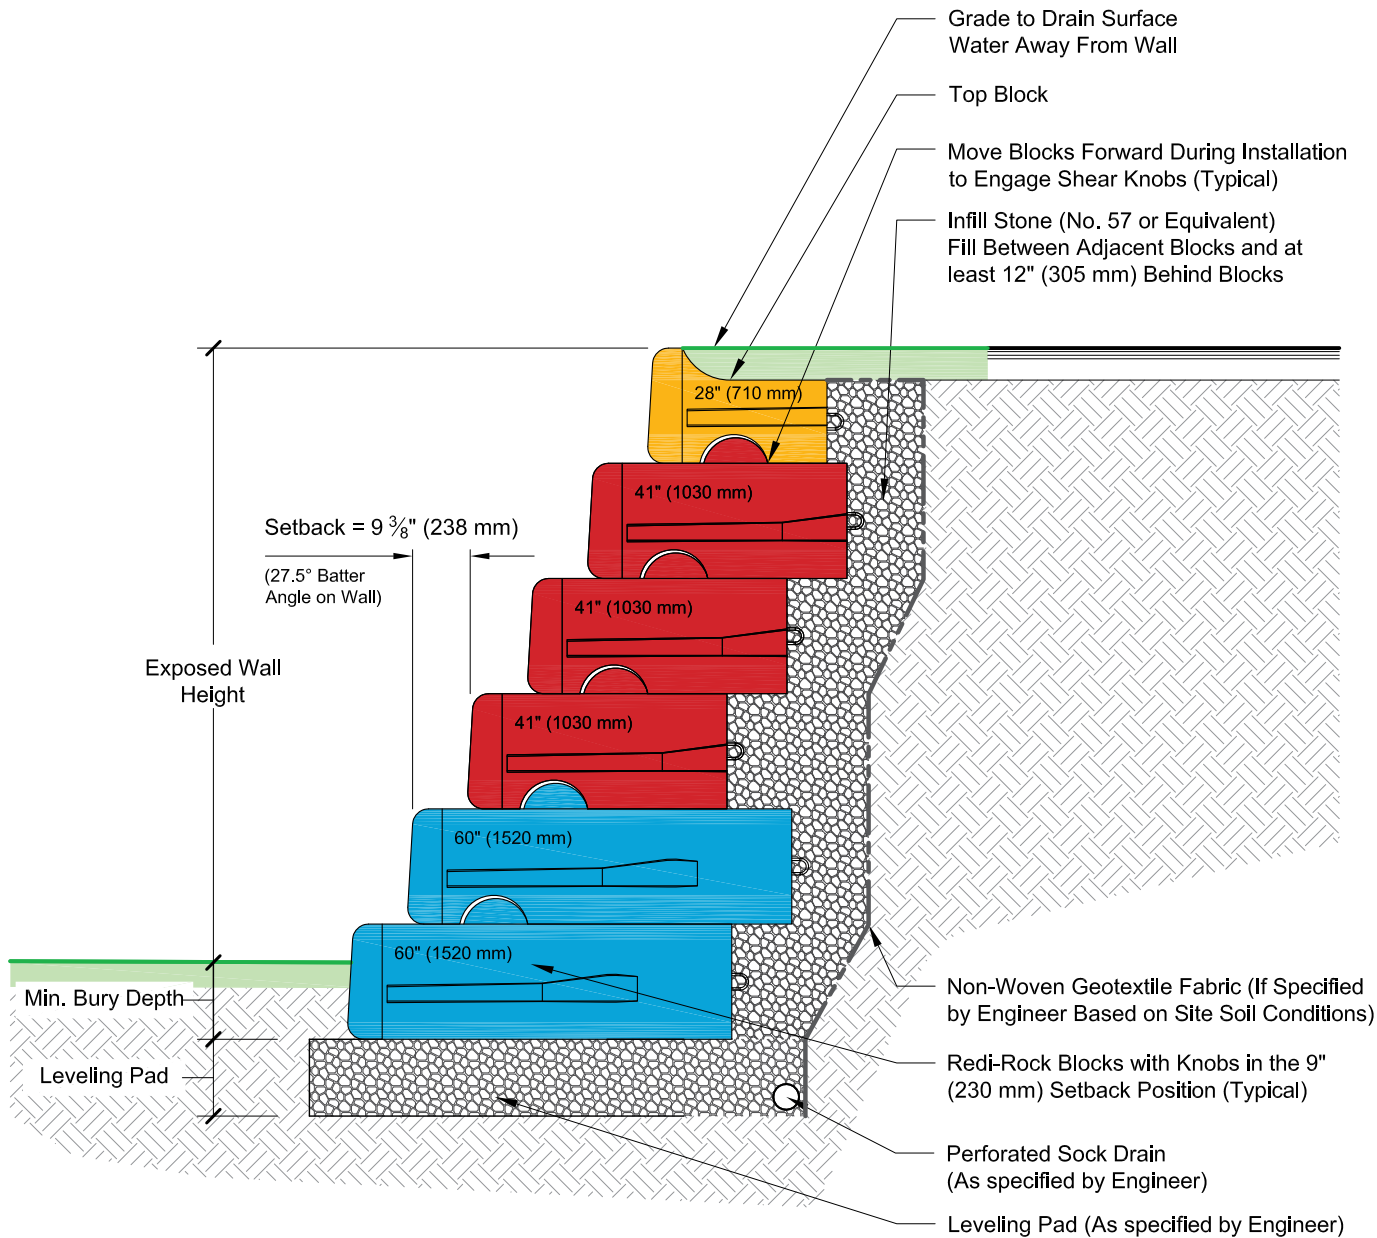 Grade to Drain Surface
Water Away From Wall
Top Block
Move Blocks Forward During Installation
to Engage Shear Knobs (Typical)
Infill Stone (No. 57 or Equivalent)
Fill Between Adjacent Blocks and at
least 12" (305 mm) Behind Blocks
28" (710 mm)
41" (1030 mm)
Setback = 9 3/8" (238 mm)
(27.5° Batter
Angle on Wall)
41" (1030 mm)
Exposed Wall
Height
41" (1030 mm)
60" (1520 mm)
60" (1520 mm)
Min. Bury Depth
Leveling Pad
Non-Woven Geotextile Fabric (If Specified
by Engineer Based on Site Soil Conditions)
Redi-Rock Blocks with Knobs in the 9"
(230 mm) Setback Position (Typical)
Perforated Sock Drain
(As specified by Engineer)
Leveling Pad (As specified by Engineer)